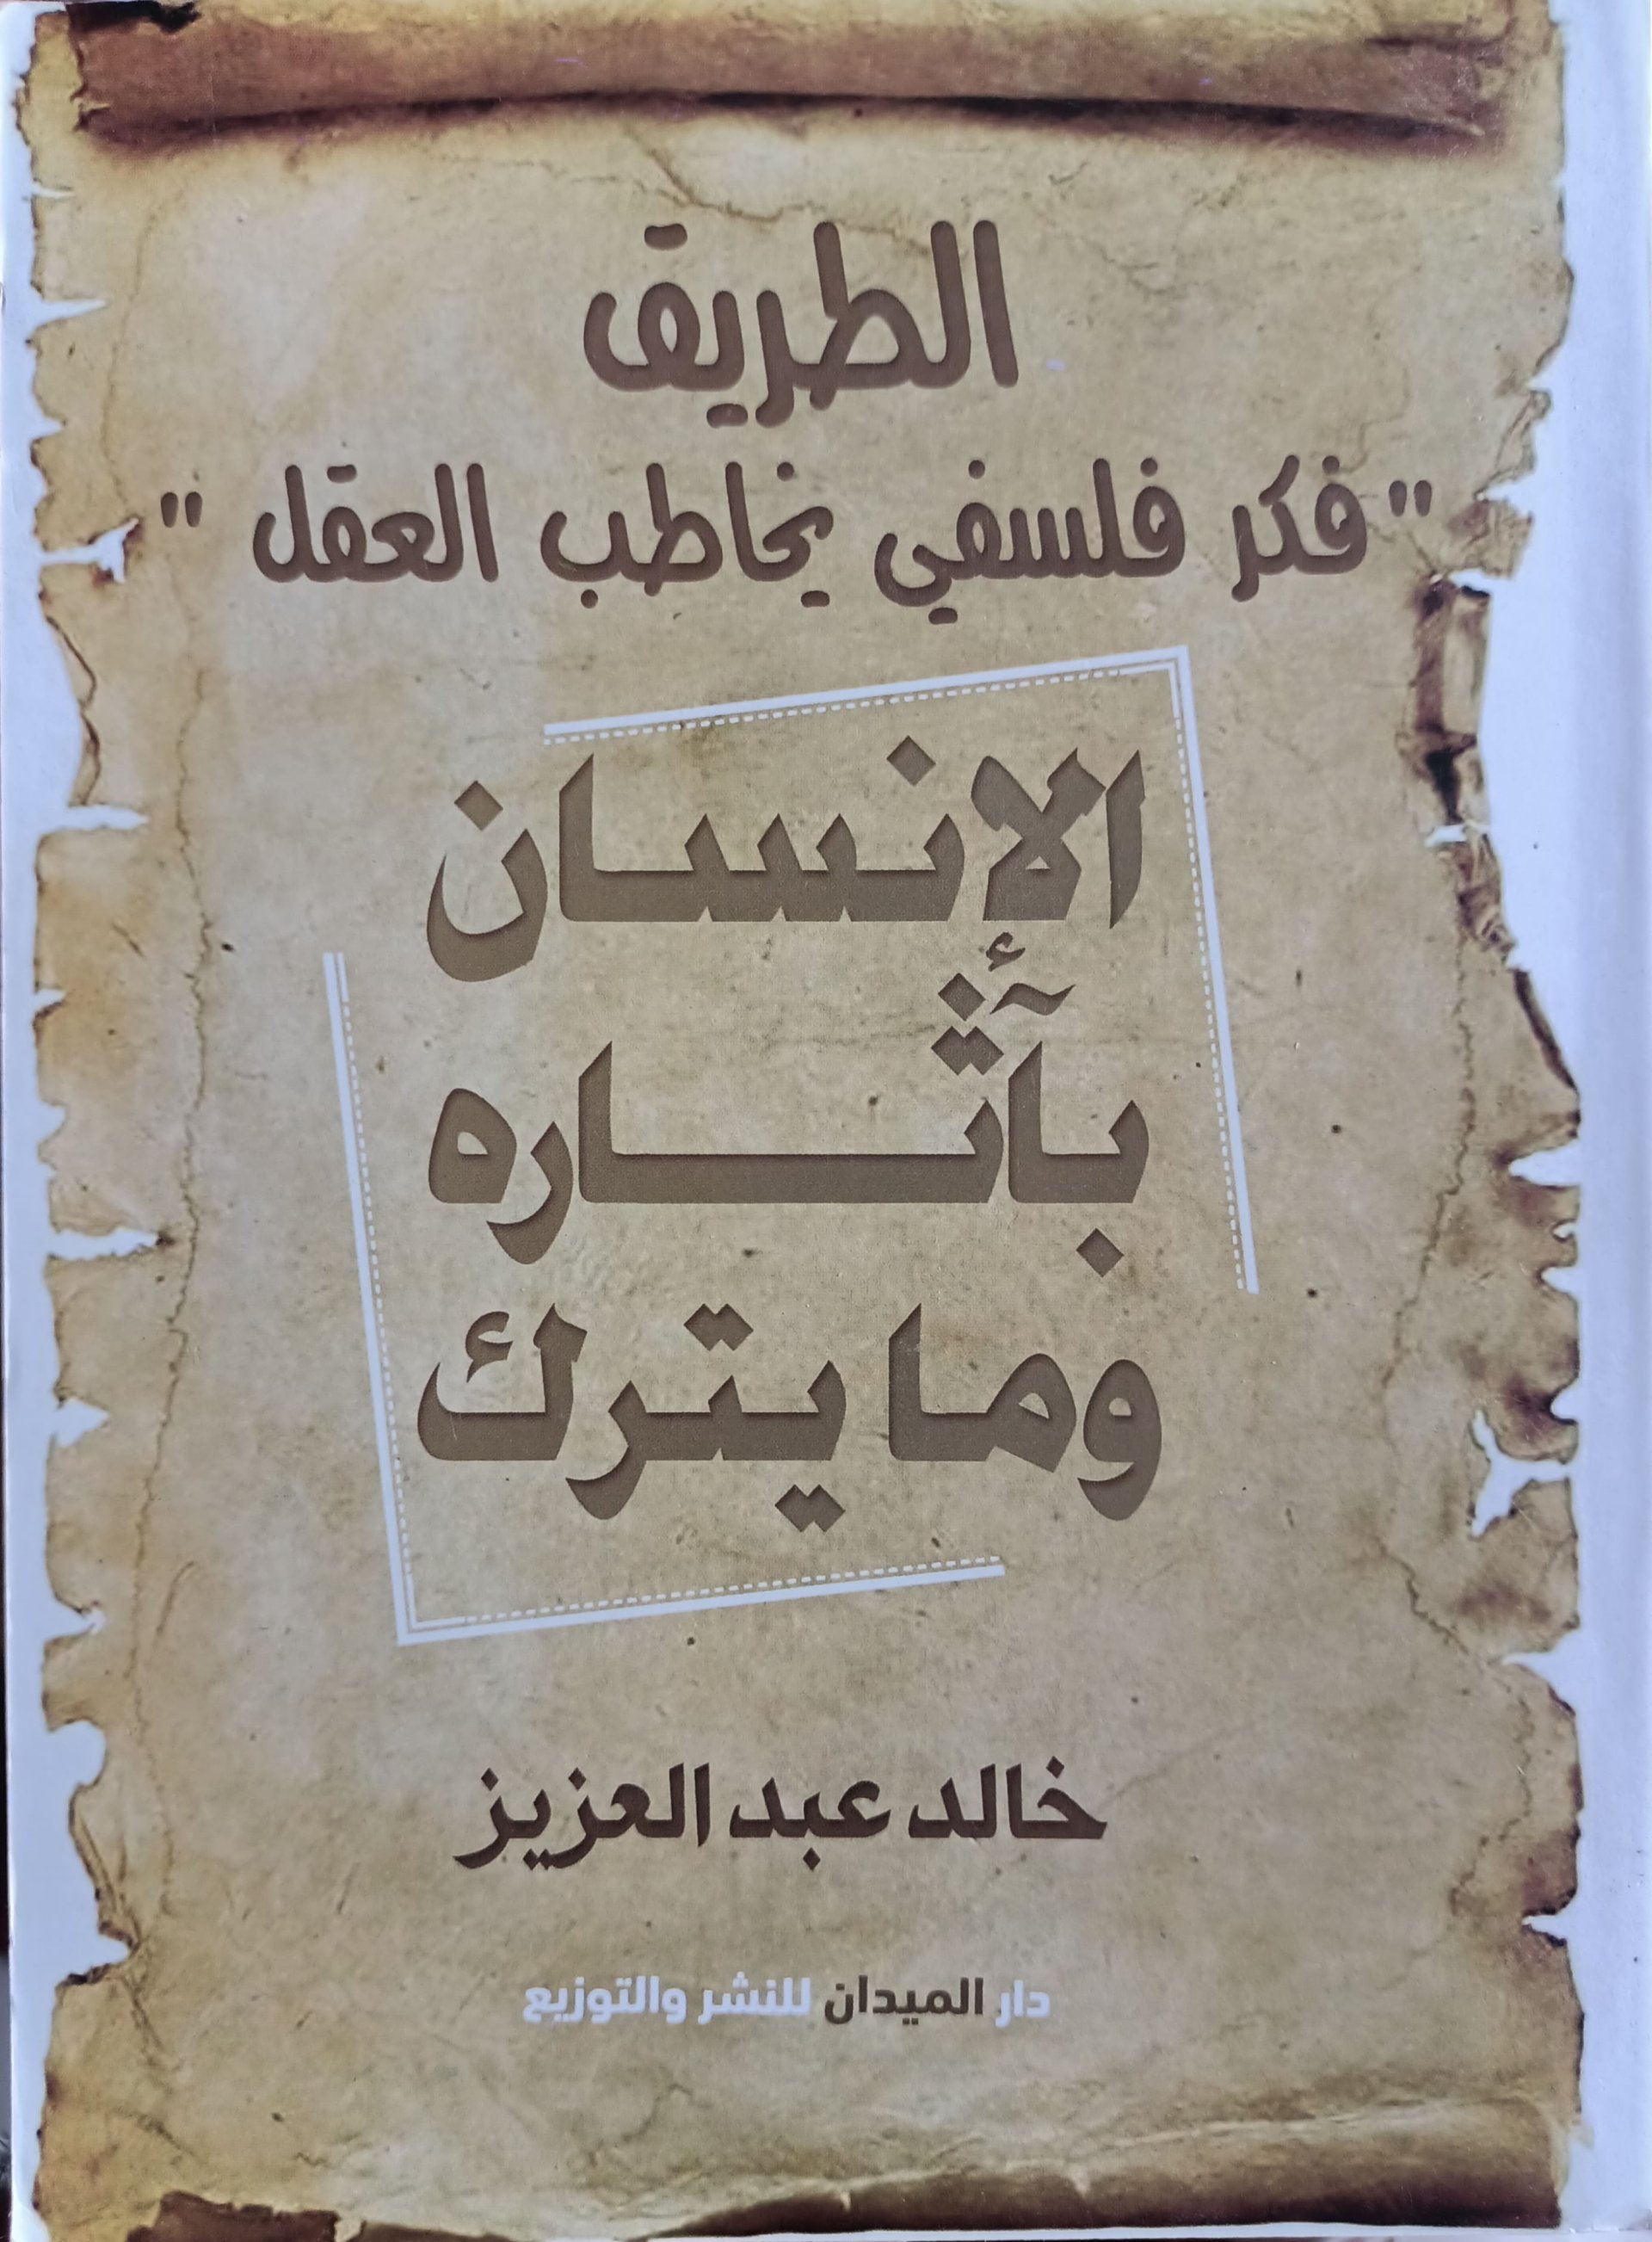 الطريق
"فكر فلسفي يخاطب العقل"
الإنسان
بآثاره
وما يترك
خالد عبد العزيز
دار الميدان للنشر والتوزيع